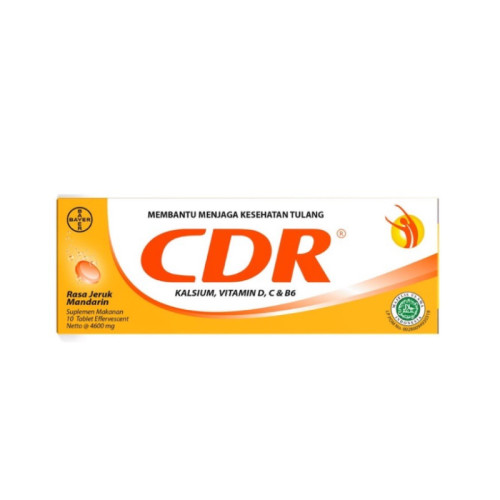 BAYER
BAYER
MEMBANTU MENJAGA KESEHATAN TULANG
CDR®
KALSIUM, VITAMIN D, C & B6
Rasa Jeruk
Mandarin
Suplemen Makanan
10 Tablet Effervescent
Netto @ 4600 mg